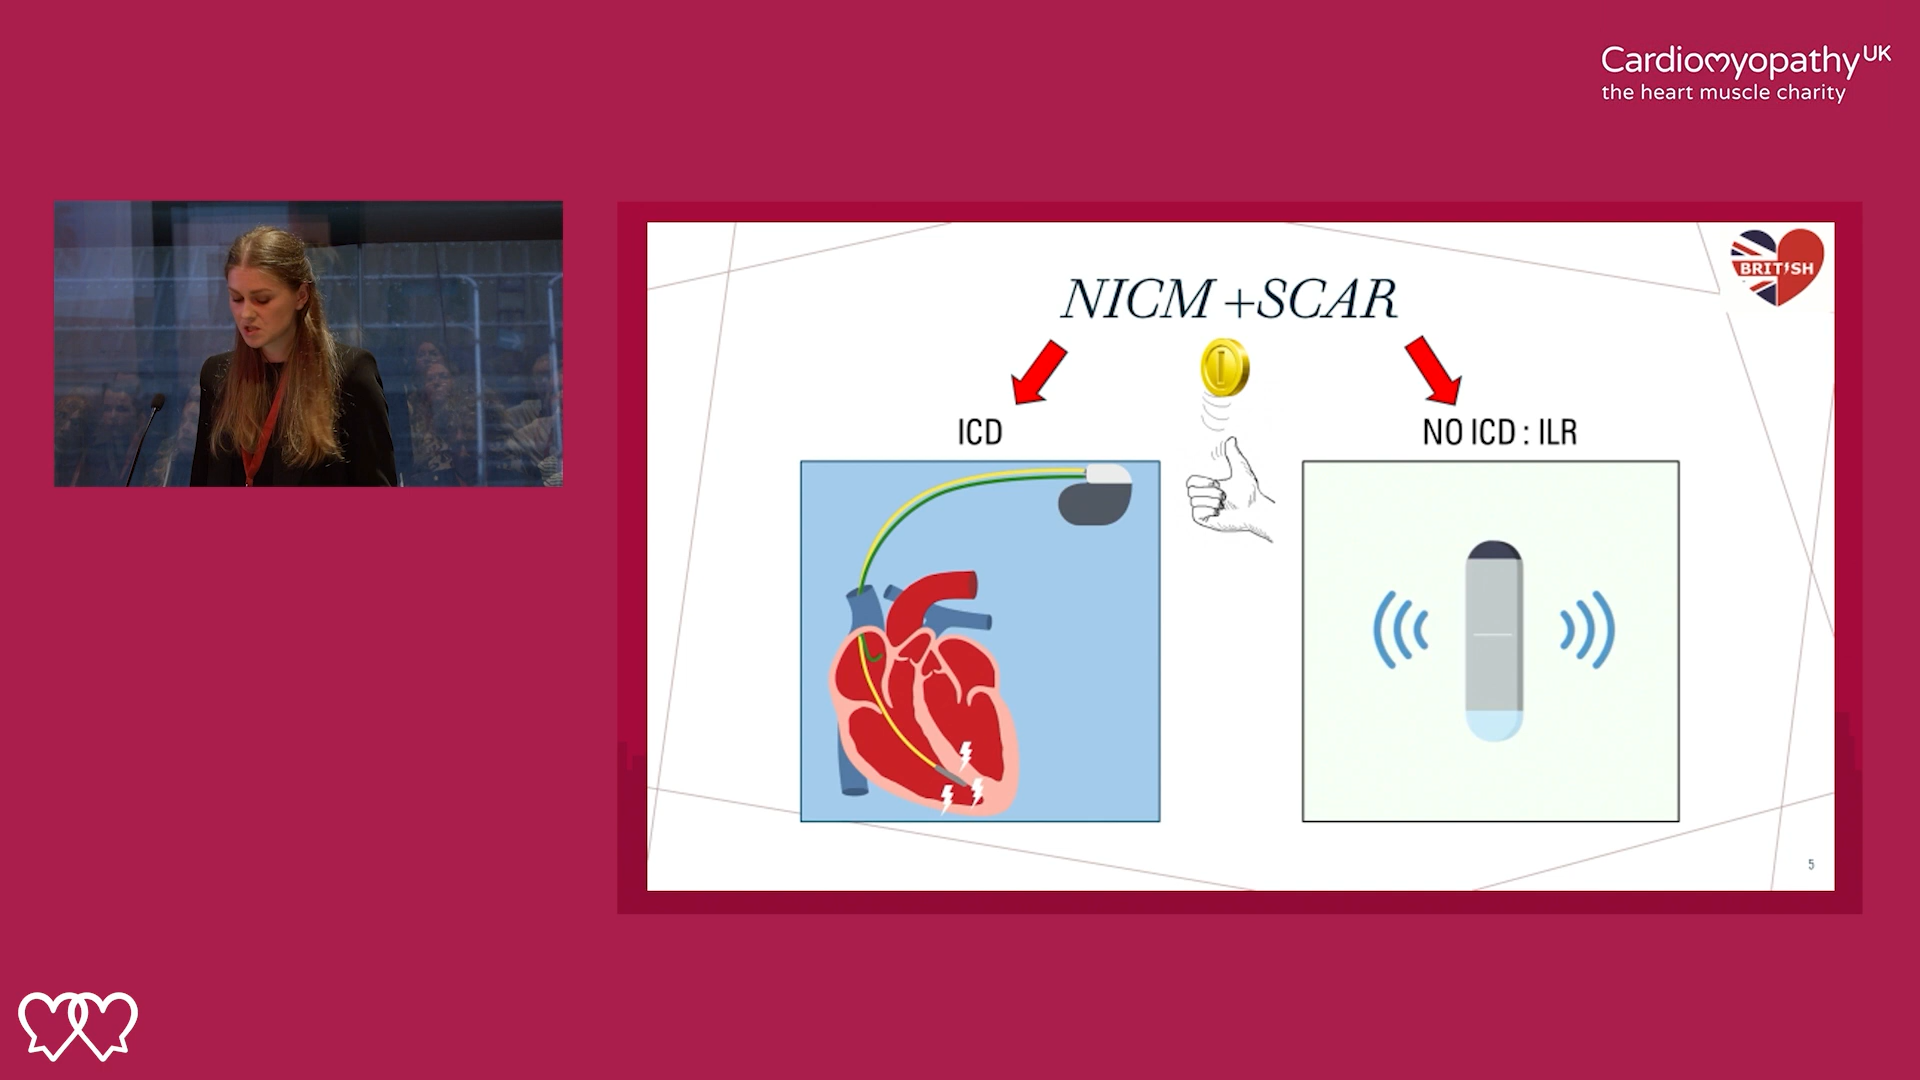 Cardiomyopathy UK
the heart muscle charity
BRITISH
NICM +SCAR
ICD
NO ICD : ILR
5